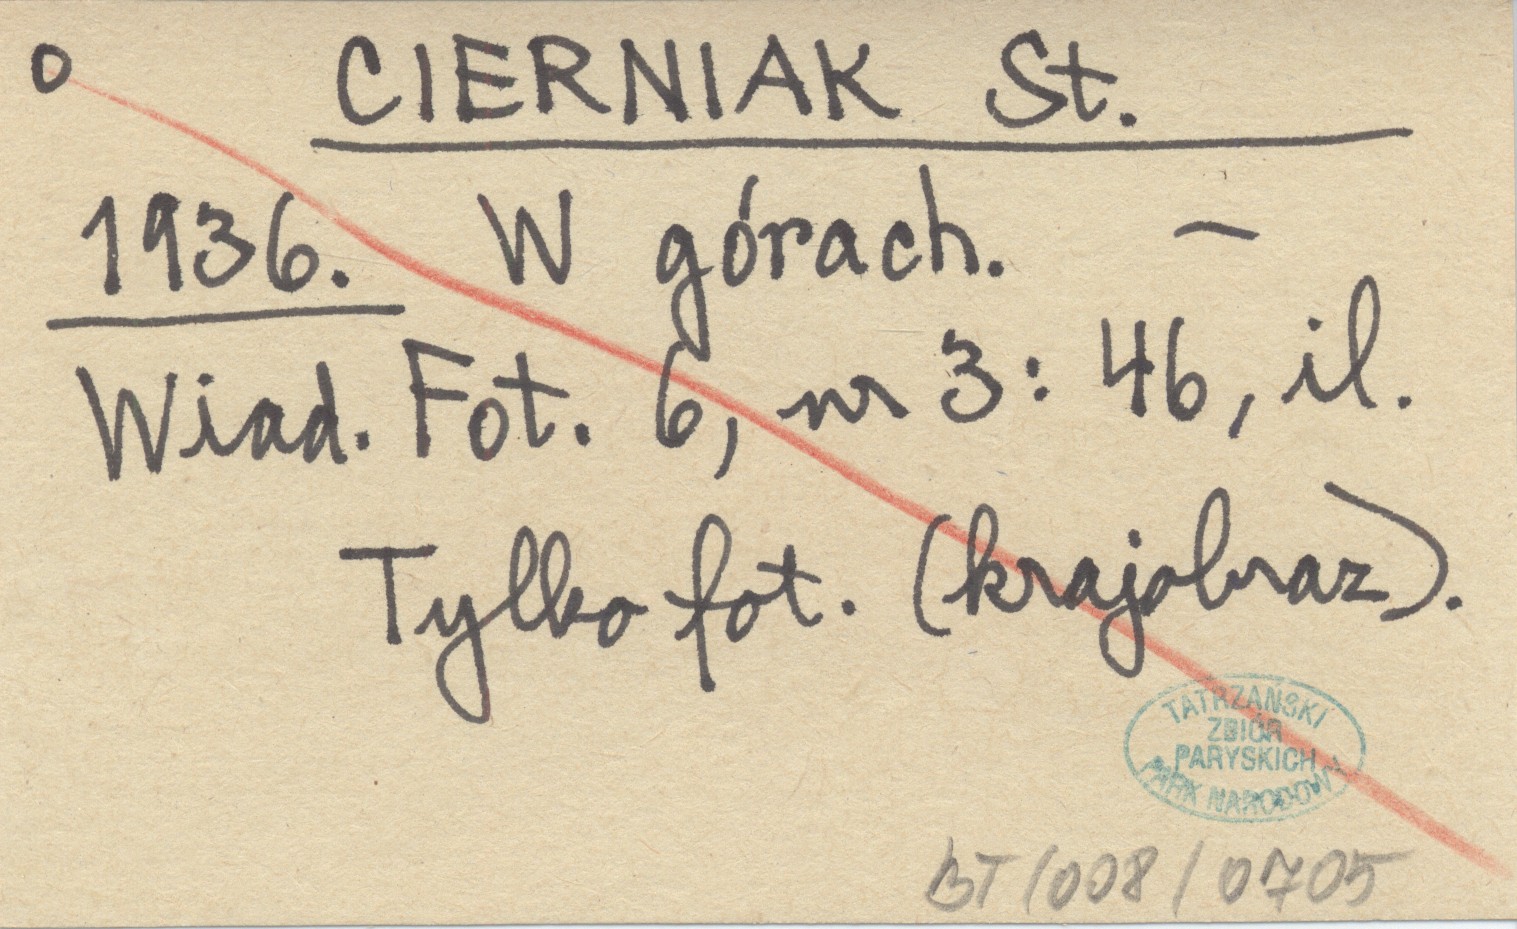 O CIERNIAK St.
1936. W górach. –
Wiad. Fot. 6, nr 3: 46, il.
Tylko fot. (krajobraz).
TATRZAŃSKI
ZBIÓR
PARYSKICH
PARK NARODOWY
BT/008/0705